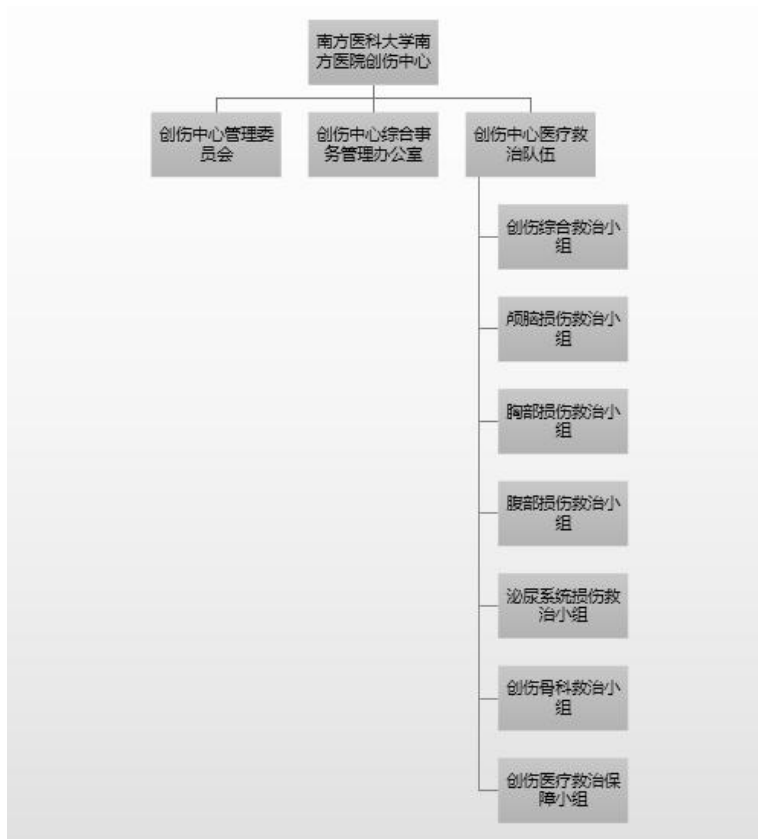 南方医科大学南
方医院创伤中心
创伤中心管理委
员会
创伤中心综合事
务管理办公室
创伤中心医疗救
治队伍
创伤综合救治小
组
颅脑损伤救治小
组
胸部损伤救治小
组
腹部损伤救治小
组
泌尿系统损伤救
治小组
创伤骨科救治小
组
创伤医疗救治保
障小组